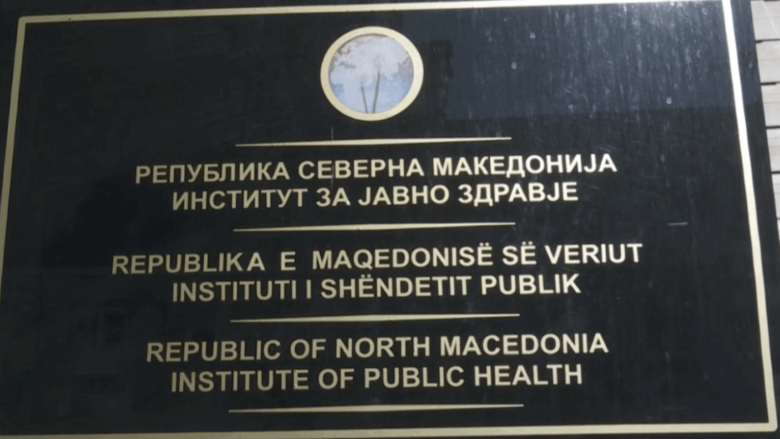 РЕПУБЛИКА СЕВЕРНА МАКЕДОНИЈА
ИНСТИТУТ ЗА ЈАВНО ЗДРАВЈЕ
REPUBLIKA E MAQEDONISË SË VERIUT
INSTITUTI I SHËNDETIT PUBLIK
REPUBLIC OF NORTH MACEDONIA
INSTITUTE OF PUBLIC HEALTH